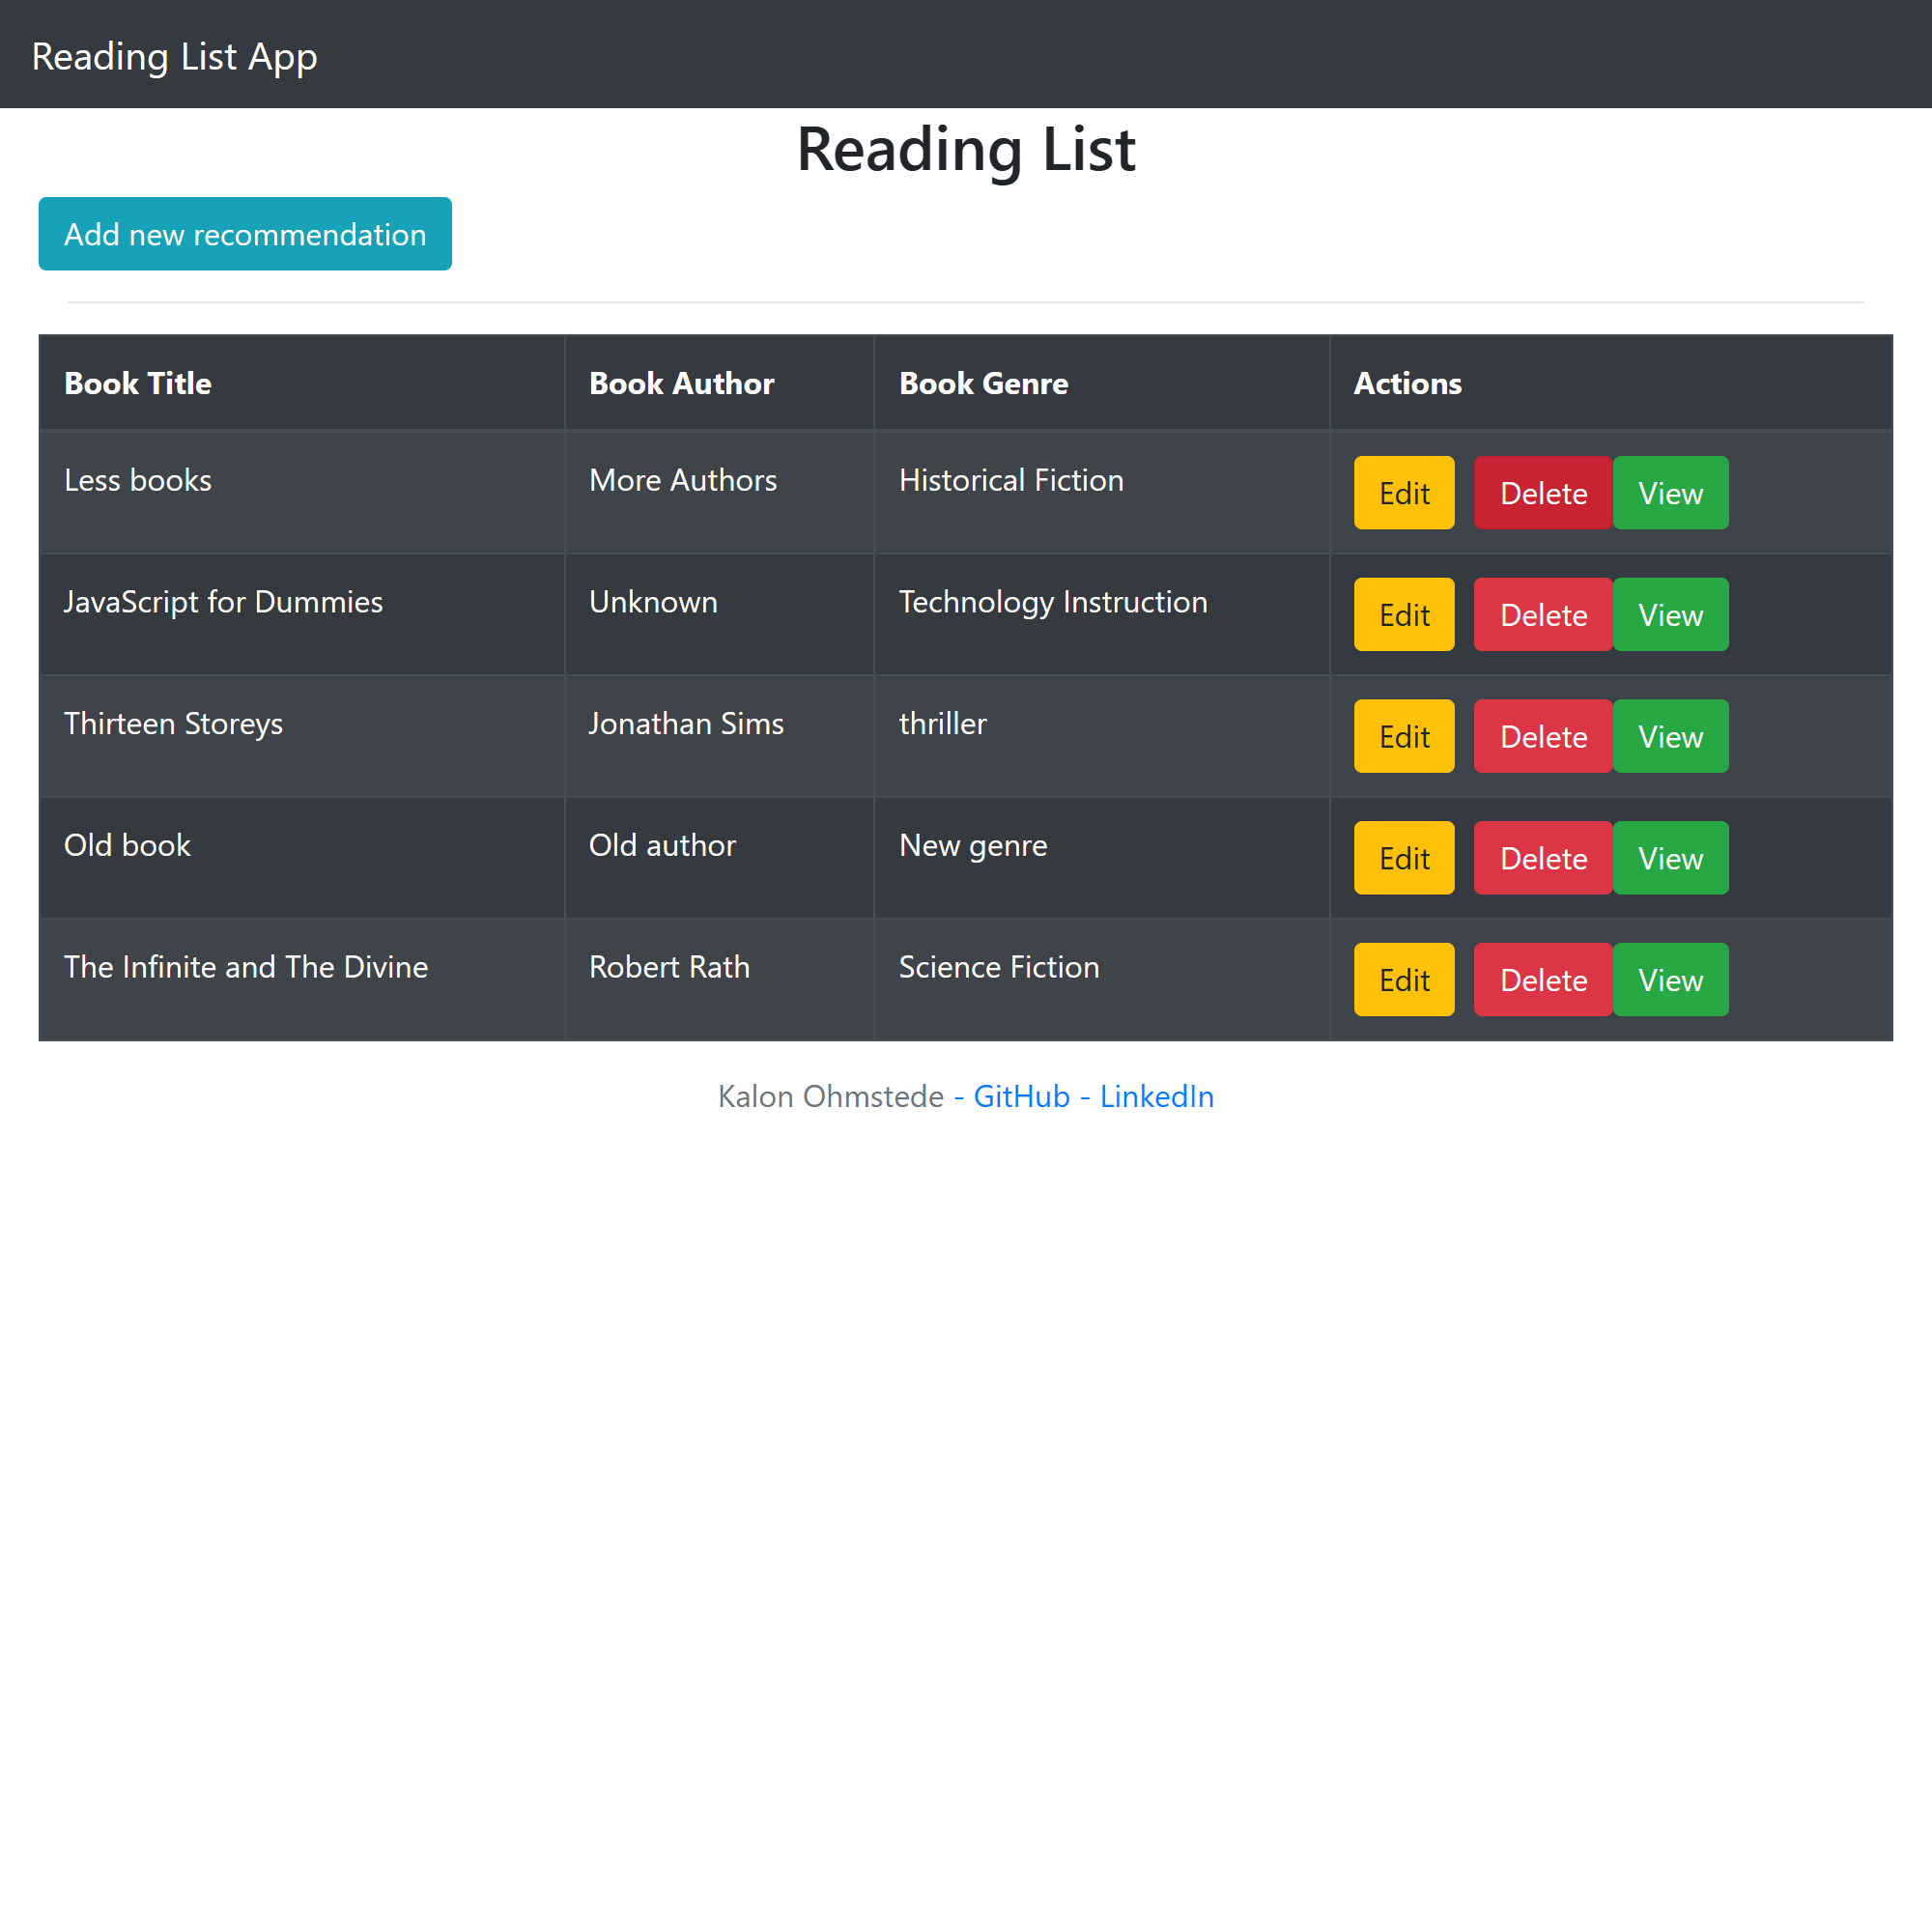 Reading List App
Reading List
Add new recommendation
Book Title Book Author Book Genre Actions
Less books More Authors Historical Fiction Edit Delete View
JavaScript for Dummies Unknown Technology Instruction Edit Delete View
Thirteen Storeys Jonathan Sims thriller Edit Delete View
Old book Old author New genre Edit Delete View
The Infinite and The Divine Robert Rath Science Fiction Edit Delete View
Kalon Ohmstede - GitHub - LinkedIn